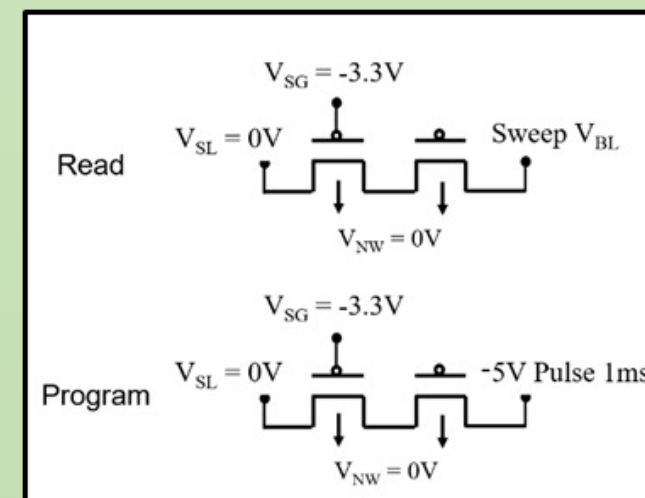 V_SG = -3.3V
V_SL = 0V
Sweep V_BL
Read
V_NW = 0V
V_SG = -3.3V
V_SL = 0V
-5V Pulse 1ms
Program
V_NW = 0V